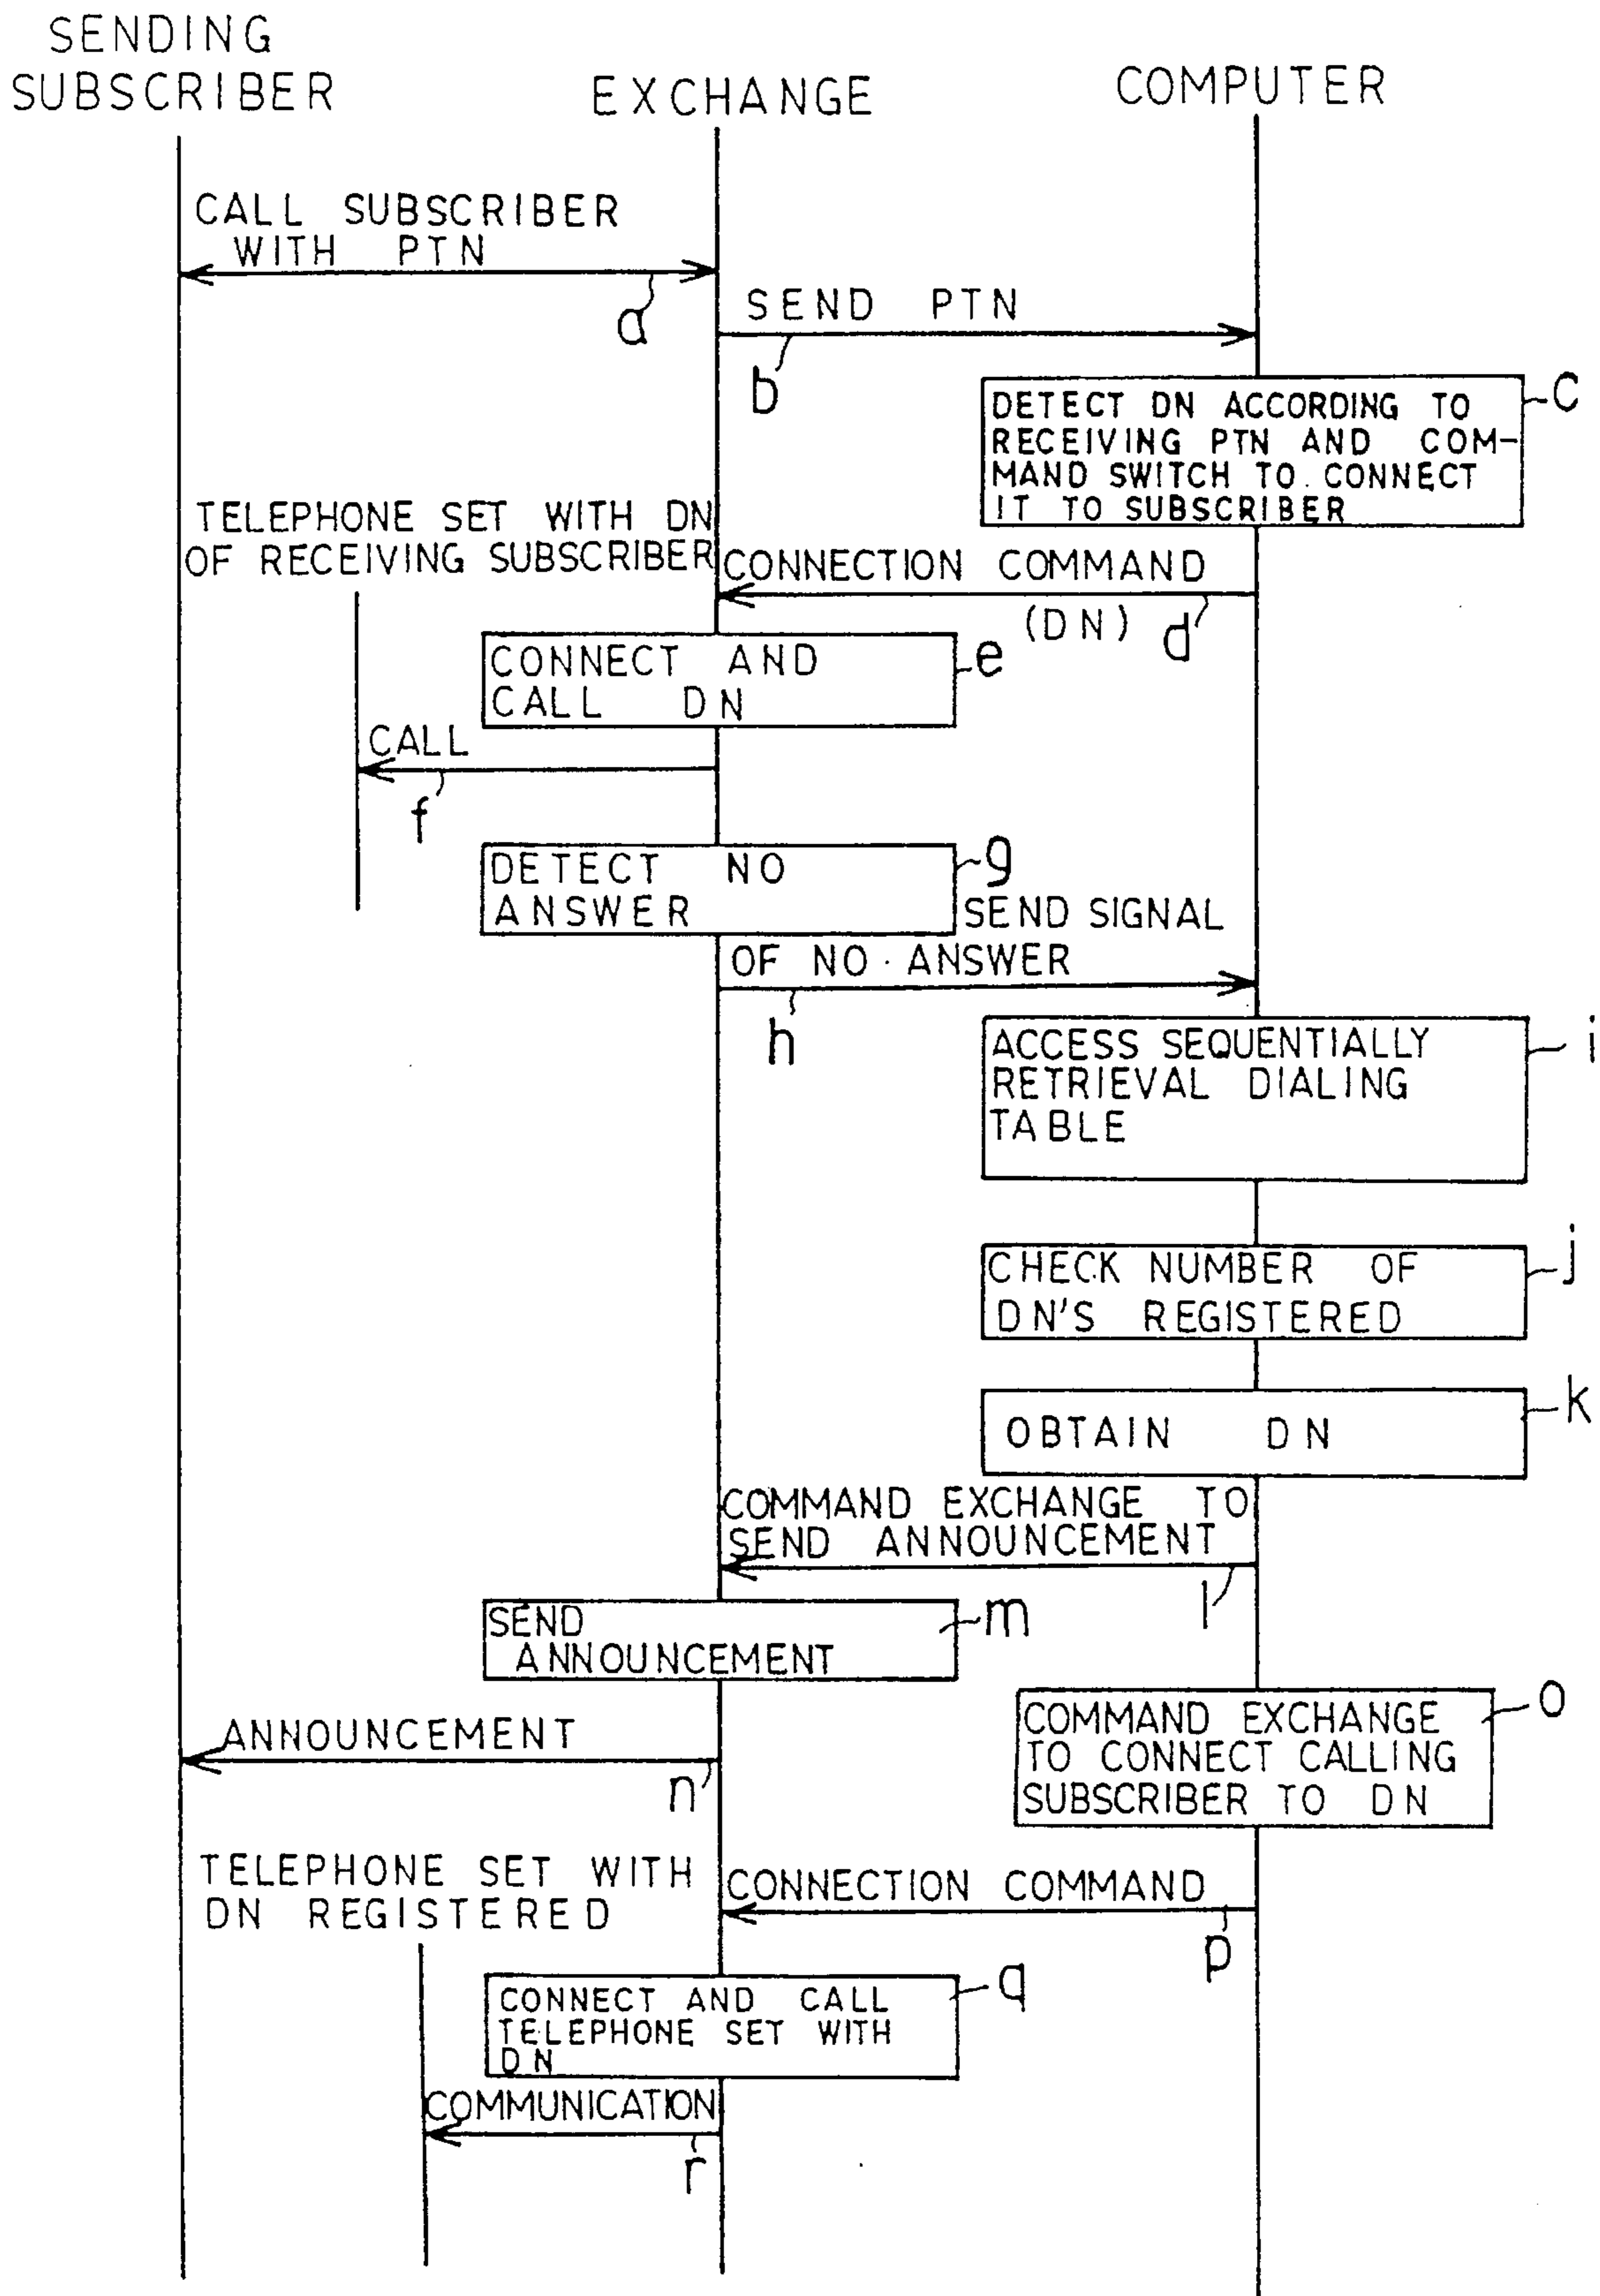 SENDING
SUBSCRIBER
EXCHANGE
COMPUTER
CALL SUBSCRIBER
WITH PTN
a
SEND PTN
b
DETECT DN ACCORDING TO
RECEIVING PTN AND COM-
MAND SWITCH TO CONNECT
IT TO SUBSCRIBER
c
TELEPHONE SET WITH DN
OF RECEIVING SUBSCRIBER
CONNECTION COMMAND
(DN)
d
CONNECT AND
CALL DN
e
CALL
f
DETECT NO
ANSWER
g
SEND SIGNAL
OF NO ANSWER
h
ACCESS SEQUENTIALLY
RETRIEVAL DIALING
TABLE
i
CHECK NUMBER OF
DN'S REGISTERED
j
OBTAIN DN
k
COMMAND EXCHANGE TO
SEND ANNOUNCEMENT
l
SEND
ANNOUNCEMENT
m
ANNOUNCEMENT
n
COMMAND EXCHANGE
TO CONNECT CALLING
SUBSCRIBER TO DN
o
TELEPHONE SET WITH
DN REGISTERED
CONNECTION COMMAND
p
CONNECT AND CALL
TELEPHONE SET WITH
DN
q
COMMUNICATION
r